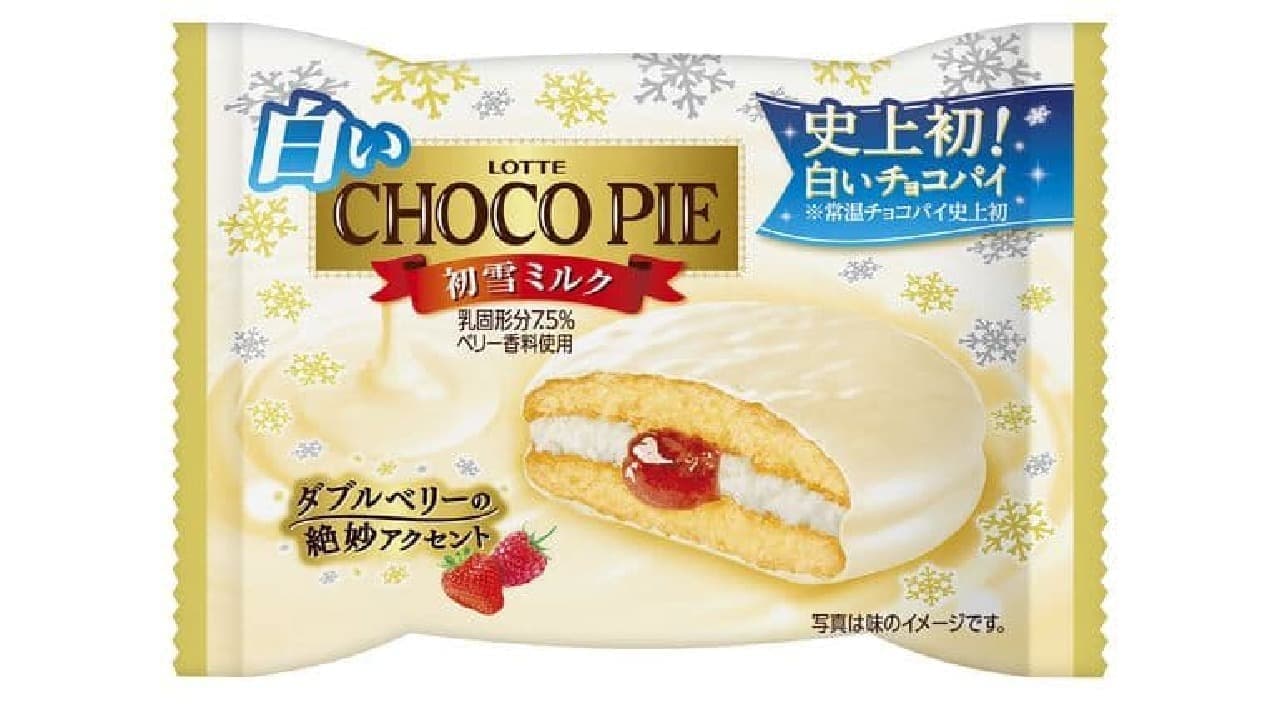 白い
LOTTE
CHOCO PIE
初雪ミルク
乳固形分7.5%
ベリー香料使用
史上初!
白いチョコパイ
※常温チョコパイ史上初
ダブルベリーの
絶妙アクセント
写真は味のイメージです。